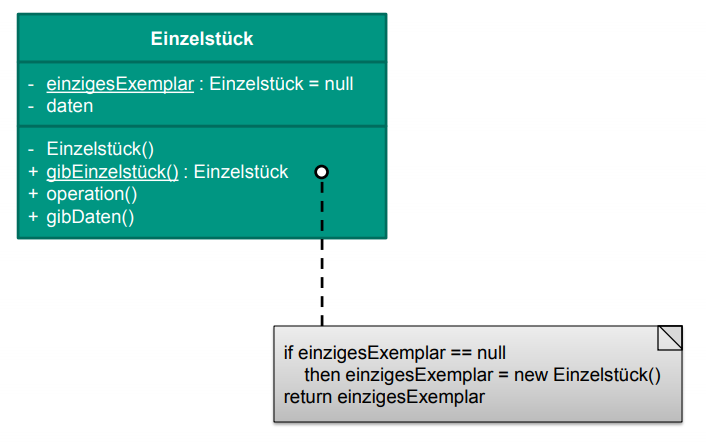 Einzelstück
- einzigesExemplar : Einzelstück = null
- daten
- Einzelstück()
+ gibEinzelstück() : Einzelstück
+ operation()
+ gibDaten()
if einzigesExemplar == null
then einzigesExemplar = new Einzelstück()
return einzigesExemplar